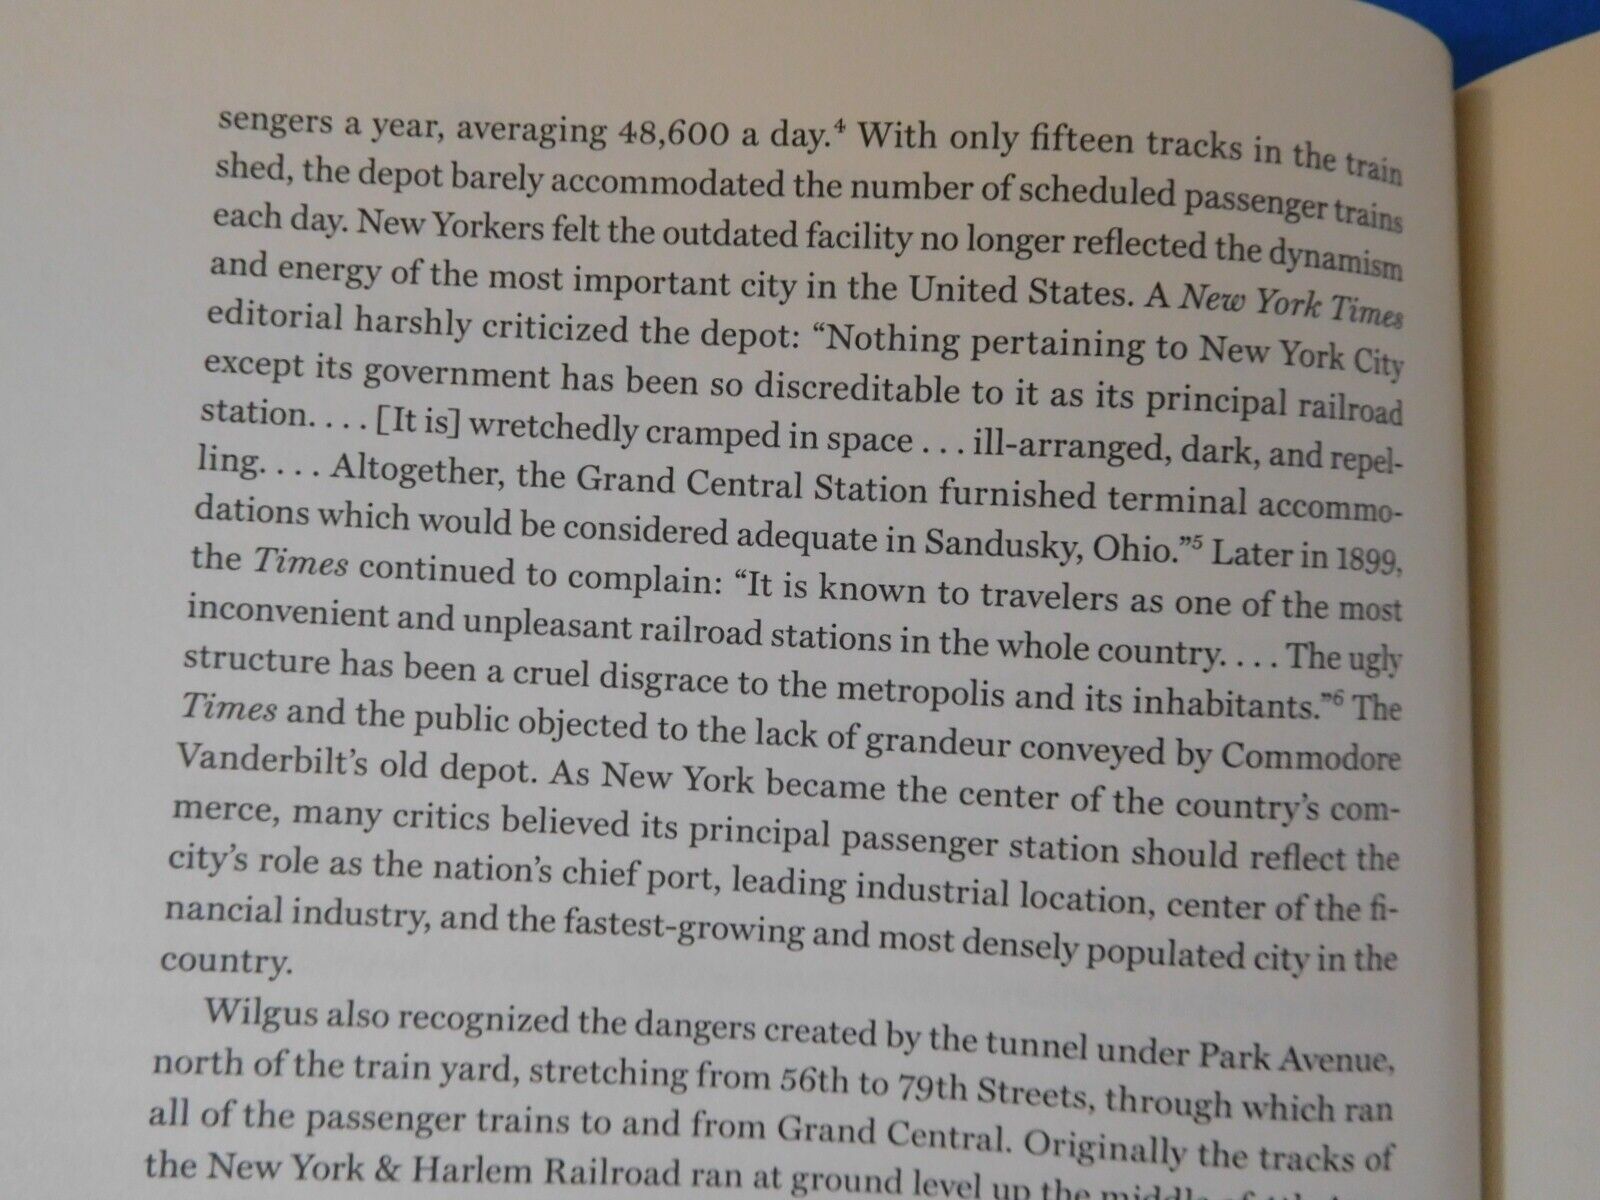 sengers a year, averaging 48,600 a day.⁴ With only fifteen tracks in the train
shed, the depot barely accommodated the number of scheduled passenger trains
each day. New Yorkers felt the outdated facility no longer reflected the dynamism
and energy of the most important city in the United States. A New York Times
editorial harshly criticized the depot: “Nothing pertaining to New York City
except its government has been so discreditable to it as its principal railroad
station. . . . [It is] wretchedly cramped in space . . . ill-arranged, dark, and repel-
ling. . . . Altogether, the Grand Central Station furnished terminal accommo-
dations which would be considered adequate in Sandusky, Ohio.”⁵ Later in 1899,
the Times continued to complain: “It is known to travelers as one of the most
inconvenient and unpleasant railroad stations in the whole country. . . . The ugly
structure has been a cruel disgrace to the metropolis and its inhabitants.”⁶ The
Times and the public objected to the lack of grandeur conveyed by Commodore
Vanderbilt’s old depot. As New York became the center of the country’s com-
merce, many critics believed its principal passenger station should reflect the
city’s role as the nation’s chief port, leading industrial location, center of the fi-
nancial industry, and the fastest-growing and most densely populated city in the
country.
Wilgus also recognized the dangers created by the tunnel under Park Avenue,
north of the train yard, stretching from 56th to 79th Streets, through which ran
all of the passenger trains to and from Grand Central. Originally the tracks of
the New York & Harlem Railroad ran at ground level up the middle of